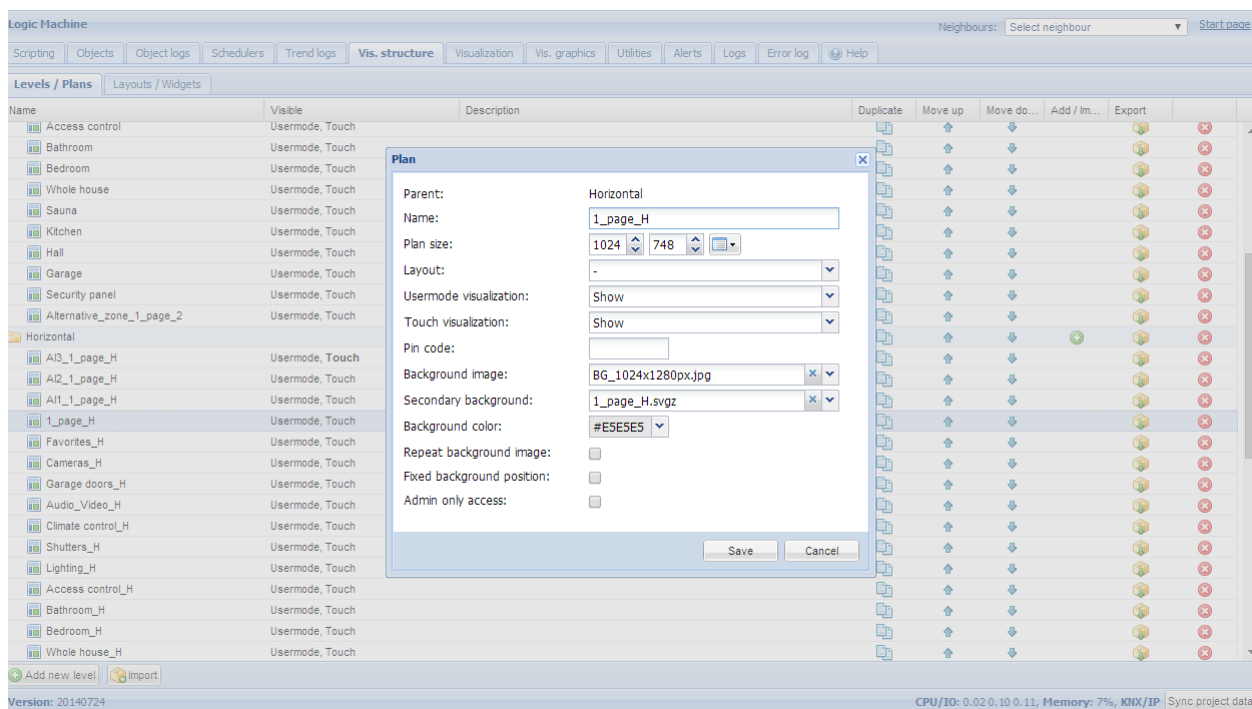 Logic Machine Neighbours: Select neighbour Start page
Scripting Objects Object logs Schedulers Trend logs Vis. structure Visualization Vis. graphics Utilities Alerts Logs Error log Help
Levels / Plans Layouts / Widgets
Name Visible Description Duplicate Move up Move do... Add / Im... Export
Access control Usermode, Touch
Bathroom Usermode, Touch
Bedroom Usermode, Touch
Whole house Usermode, Touch
Sauna Usermode, Touch
Kitchen Usermode, Touch
Hall Usermode, Touch
Garage Usermode, Touch
Security panel Usermode, Touch
Alternative_zone_1_page_2 Usermode, Touch
Horizontal
AI3_1_page_H Usermode, Touch
AI2_1_page_H Usermode, Touch
AI1_1_page_H Usermode, Touch
1_page_H Usermode, Touch
Favorites_H Usermode, Touch
Cameras_H Usermode, Touch
Garage doors_H Usermode, Touch
Audio_Video_H Usermode, Touch
Climate control_H Usermode, Touch
Shutters_H Usermode, Touch
Lighting_H Usermode, Touch
Access control_H Usermode, Touch
Bathroom_H Usermode, Touch
Bedroom_H Usermode, Touch
Whole house_H Usermode, Touch
Plan
Parent: Horizontal
Name: 1_page_H
Plan size: 1024 748
Layout: -
Usermode visualization: Show
Touch visualization: Show
Pin code:
Background image: BG_1024x1280px.jpg
Secondary background: 1_page_H.svgz
Background color: #E5E5E5
Repeat background image:
Fixed background position:
Admin only access:
Save Cancel
Add new level Import
Version: 20140724 CPU/IO: 0.02 0.10 0.11, Memory: 7%, KNX/IP Sync project data